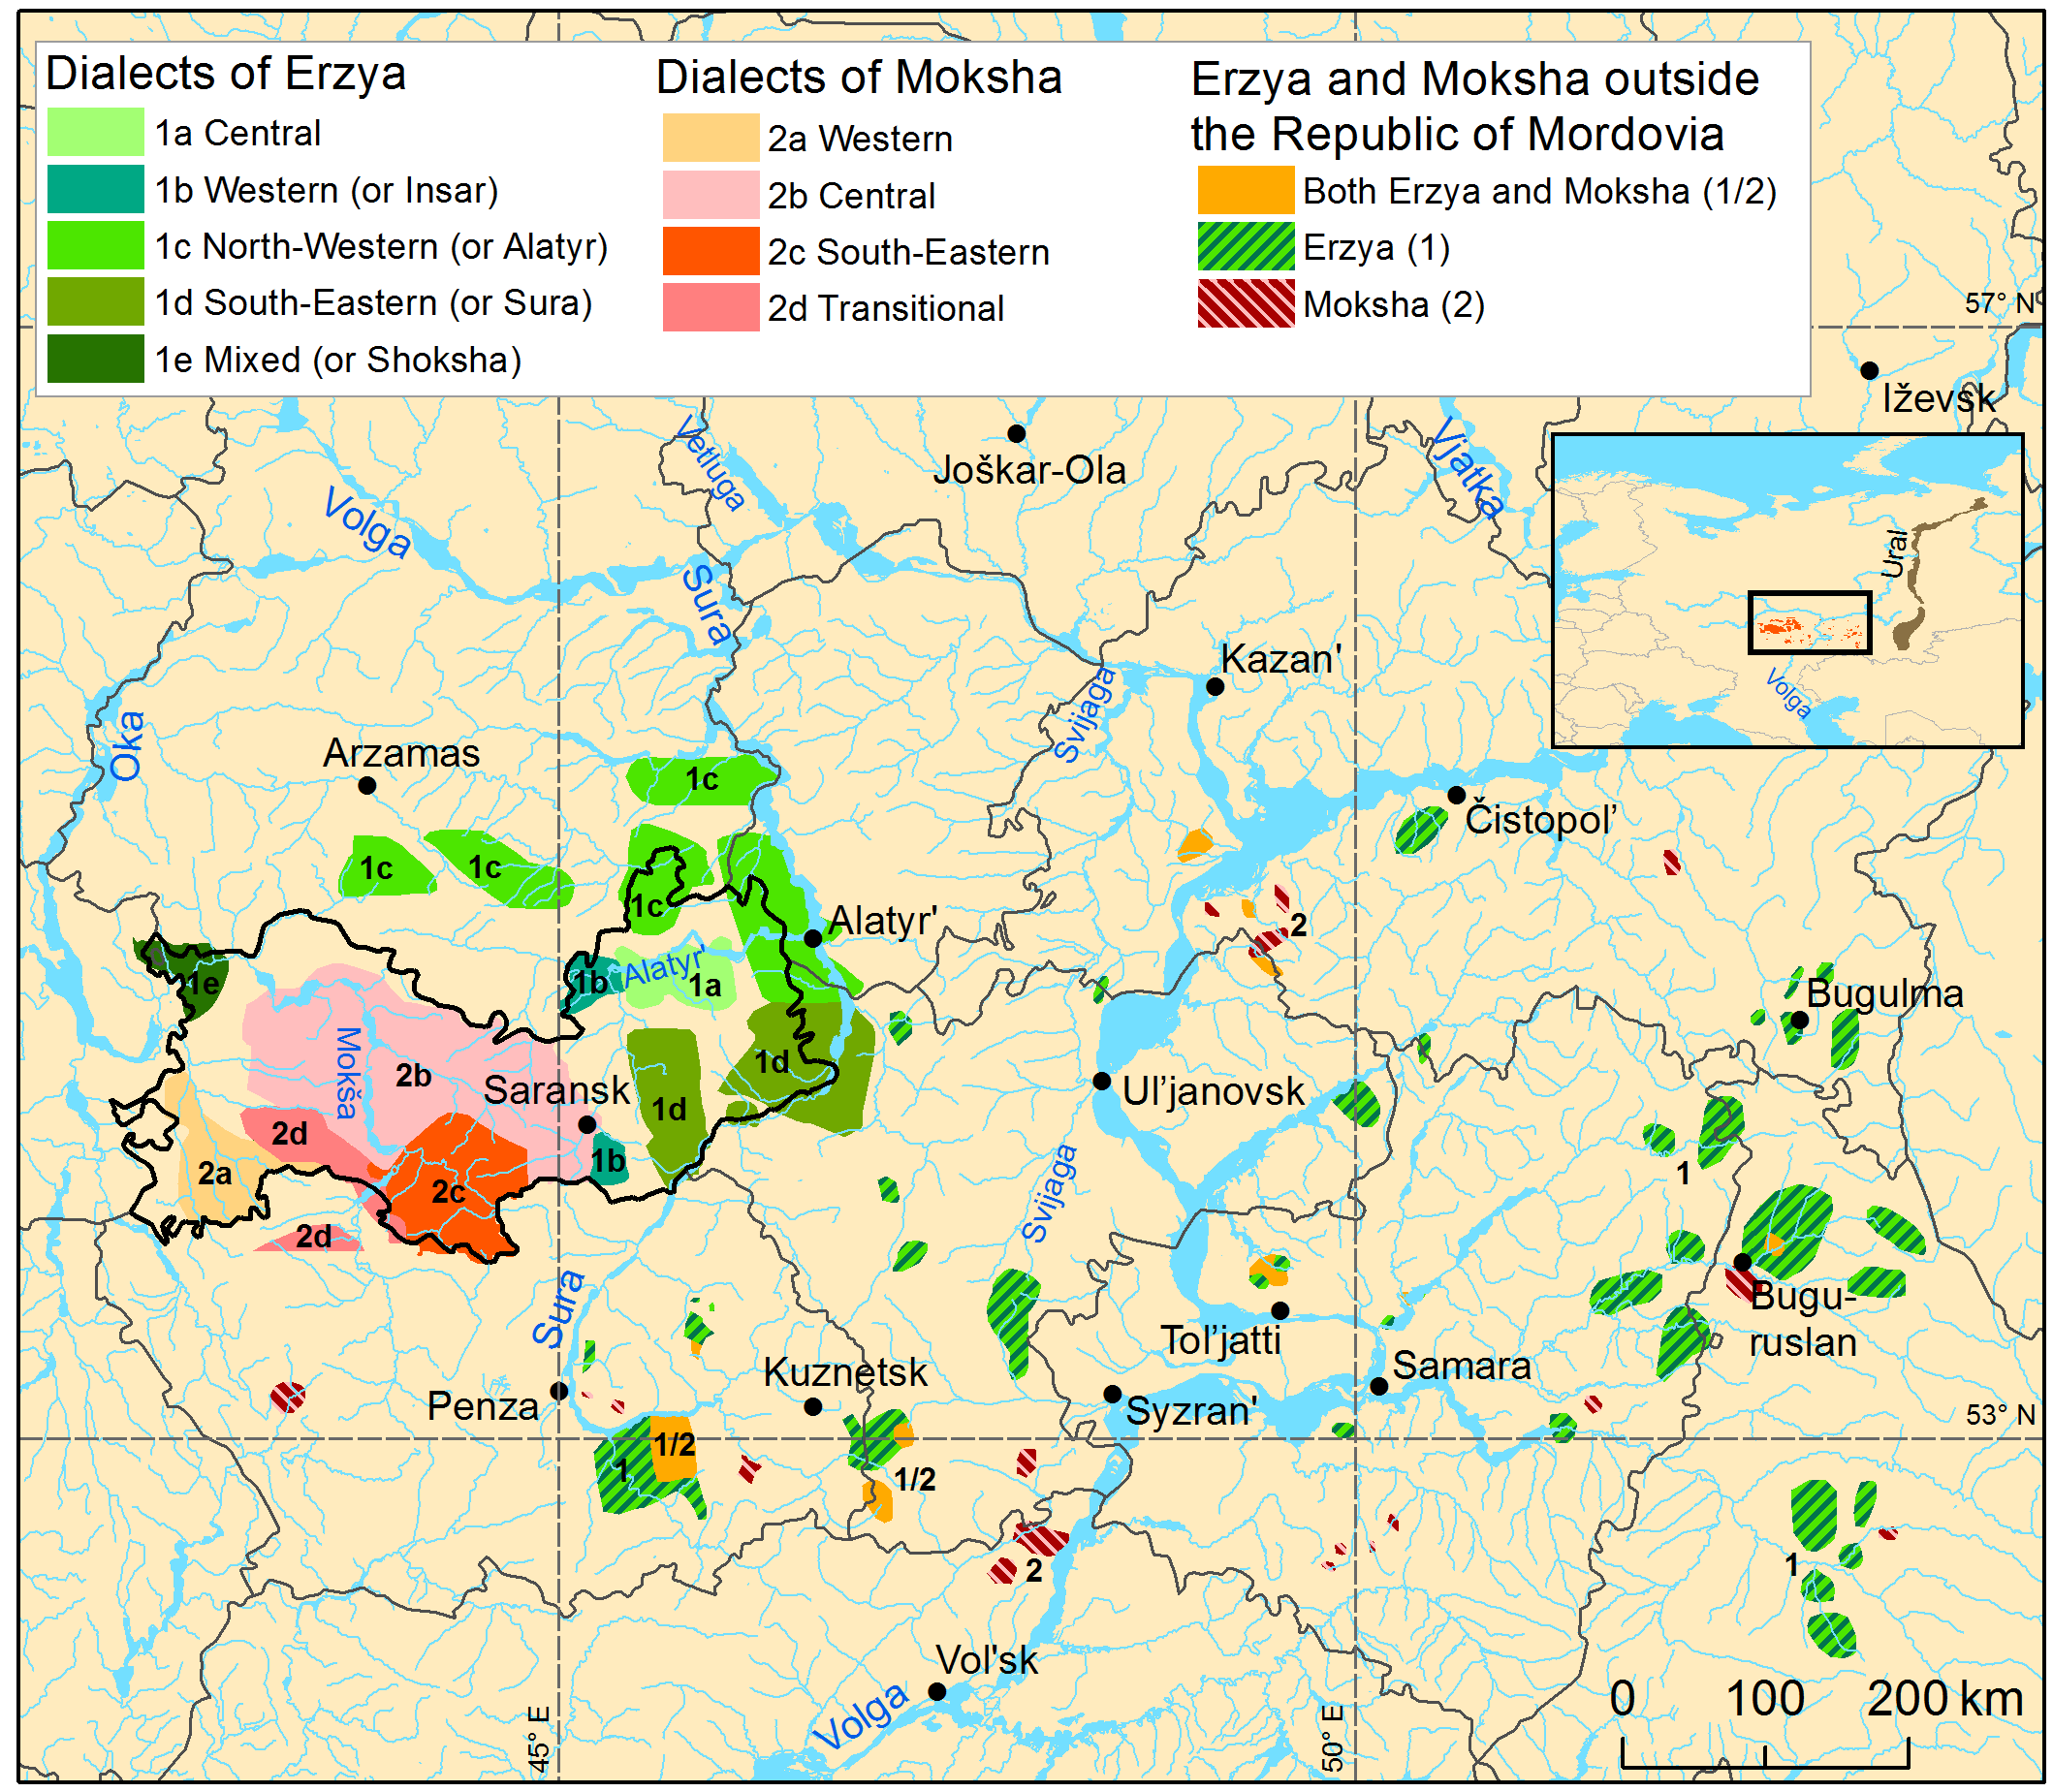 Dialects of Erzya
1a Central
1b Western (or Insar)
1c North-Western (or Alatyr)
1d South-Eastern (or Sura)
1e Mixed (or Shoksha)
Dialects of Moksha
2a Western
2b Central
2c South-Eastern
2d Transitional
Erzya and Moksha outside
the Republic of Mordovia
Both Erzya and Moksha (1/2)
Erzya (1)
Moksha (2)
57° N
Iževsk
Vetluga
Joškar-Ola
Vjatka
Volga
Sura
Ural
Volga
Kazan'
Svijaga
Oka
Arzamas
1c
Čistopol’
1c
1c
1c
Alatyr'
2
1e
1b
Alatyr'
1a
Bugulma
Mokša
2b
Saransk
1d
1d
Ul’janovsk
2d
1b
2a
2c
1
Svijaga
2d
Sura
Bugu-
ruslan
Tol’jatti
Kuznetsk
Samara
Penza
Syzran'
53° N
1/2
1
1/2
2
1
Vol'sk
Volga
45° E
50° E
0 100 200 km